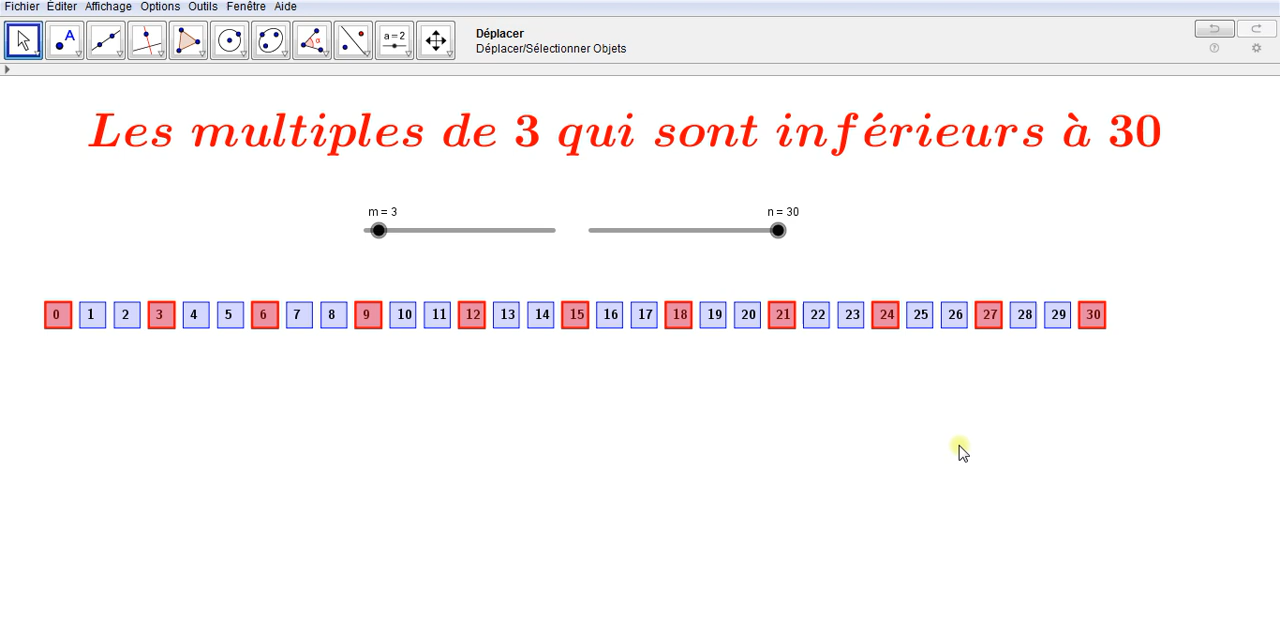 Fichier Éditer Affichage Options Outils Fenêtre Aide
A
α
a = 2
Déplacer
Déplacer/Sélectionner Objets
Les multiples de 3 qui sont inférieurs à 30
m = 3
n = 30
0 1 2 3 4 5 6 7 8 9 10 11 12 13 14 15 16 17 18 19 20 21 22 23 24 25 26 27 28 29 30